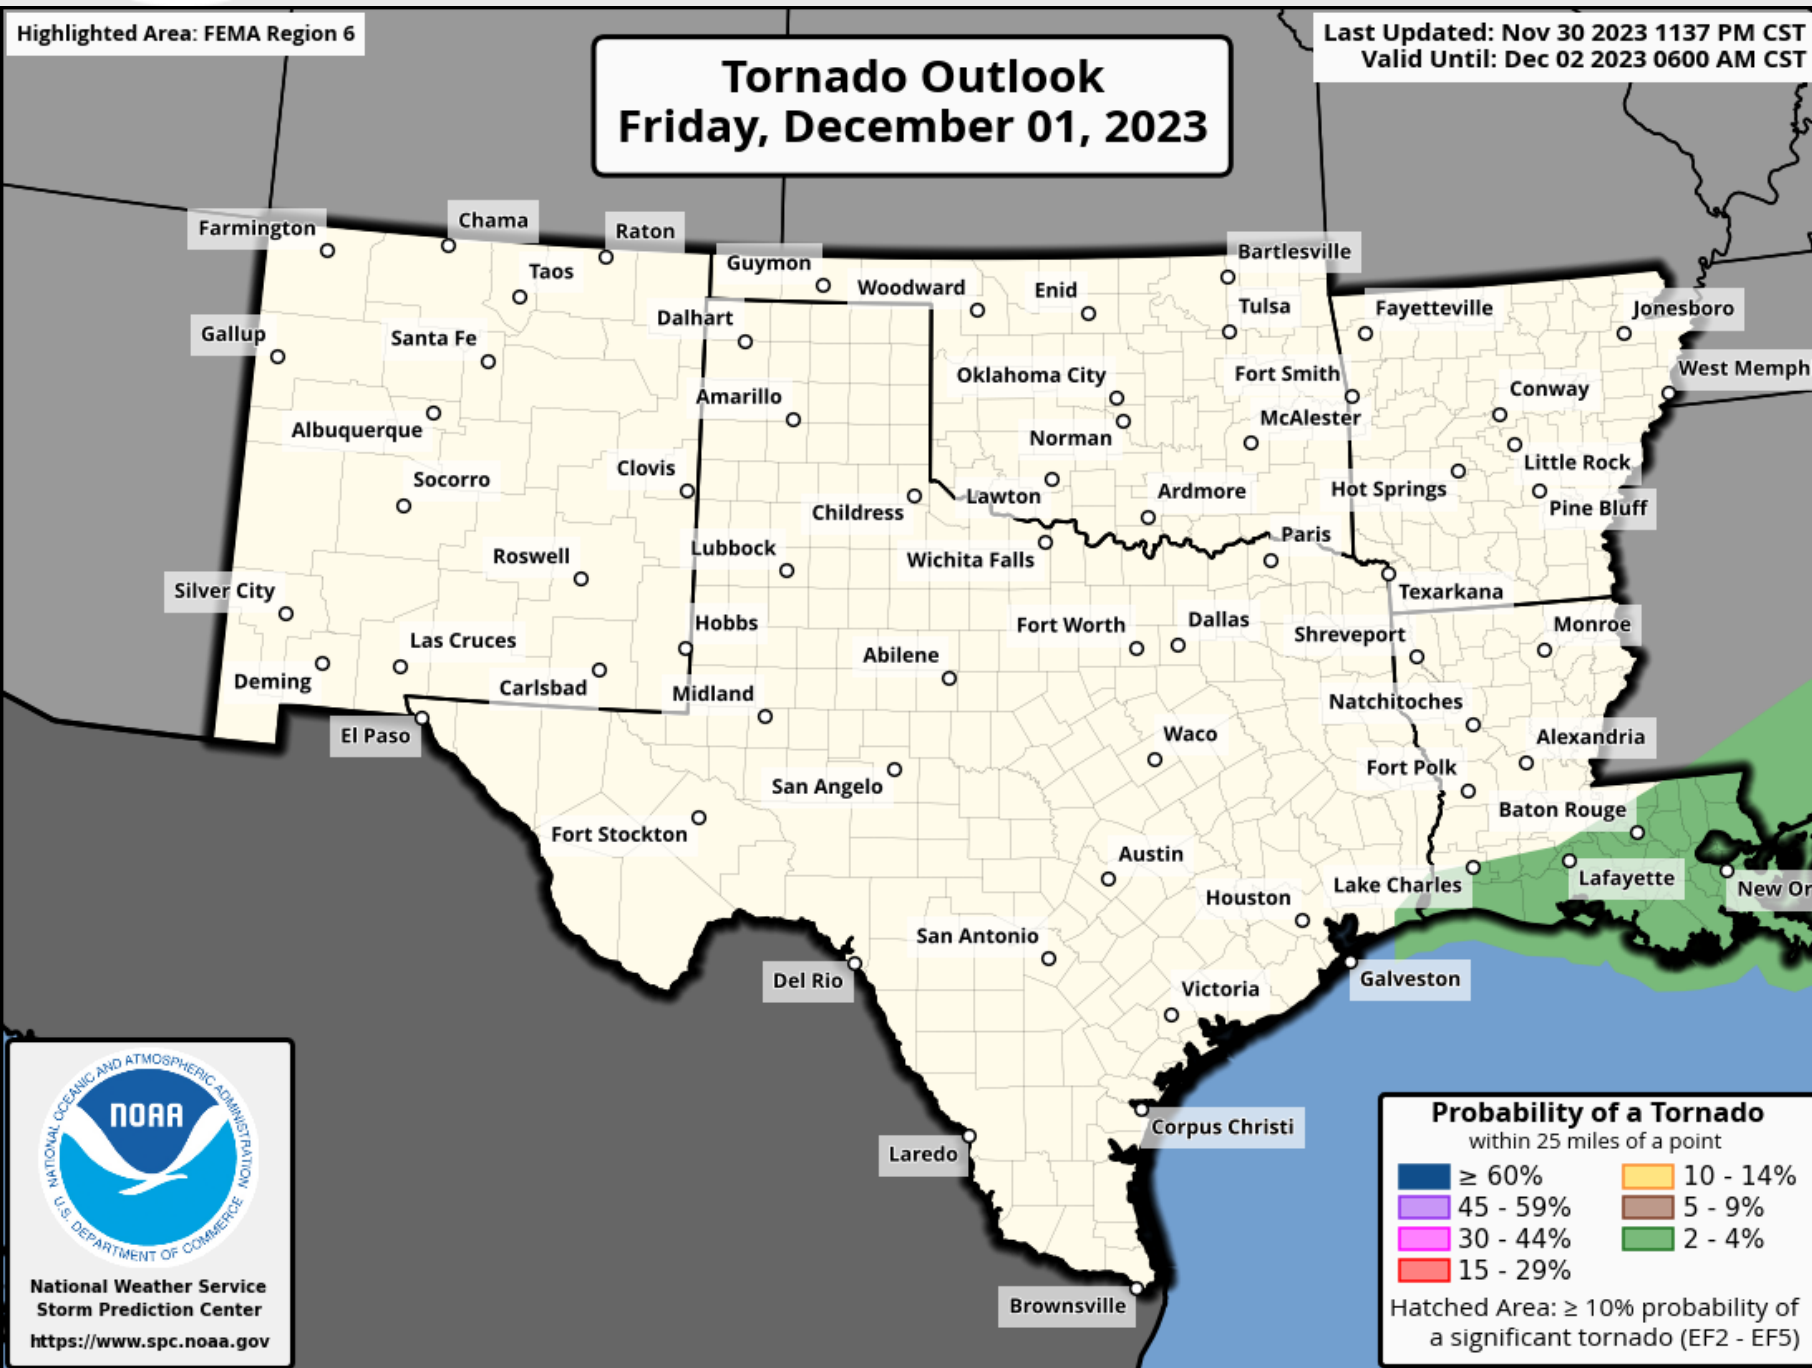 Highlighted Area: FEMA Region 6
Last Updated: Nov 30 2023 1137 PM CST
Valid Until: Dec 02 2023 0600 AM CST
Tornado Outlook
Friday, December 01, 2023
Farmington
Chama
Raton
Taos
Guymon
Woodward
Enid
Bartlesville
Tulsa
Fayetteville
Jonesboro
Gallup
Santa Fe
Dalhart
Oklahoma City
Fort Smith
West Memph
Amarillo
Conway
Albuquerque
Norman
McAlester
Clovis
Socorro
Little Rock
Childress
Lawton
Ardmore
Hot Springs
Pine Bluff
Paris
Roswell
Lubbock
Wichita Falls
Silver City
Texarkana
Hobbs
Las Cruces
Fort Worth
Dallas
Shreveport
Monroe
Deming
Carlsbad
Midland
Abilene
Natchitoches
El Paso
Waco
Alexandria
San Angelo
Fort Polk
Baton Rouge
Fort Stockton
Austin
Houston
Lake Charles
Lafayette
New Or
San Antonio
Del Rio
Victoria
Galveston
Corpus Christi
Laredo
Brownsville
NATIONAL OCEANIC AND ATMOSPHERIC ADMINISTRATION
NOAA
U.S. DEPARTMENT OF COMMERCE
National Weather Service
Storm Prediction Center
https://www.spc.noaa.gov
Probability of a Tornado
within 25 miles of a point
≥ 60%
10 - 14%
45 - 59%
5 - 9%
30 - 44%
2 - 4%
15 - 29%
Hatched Area: ≥ 10% probability of
a significant tornado (EF2 - EF5)